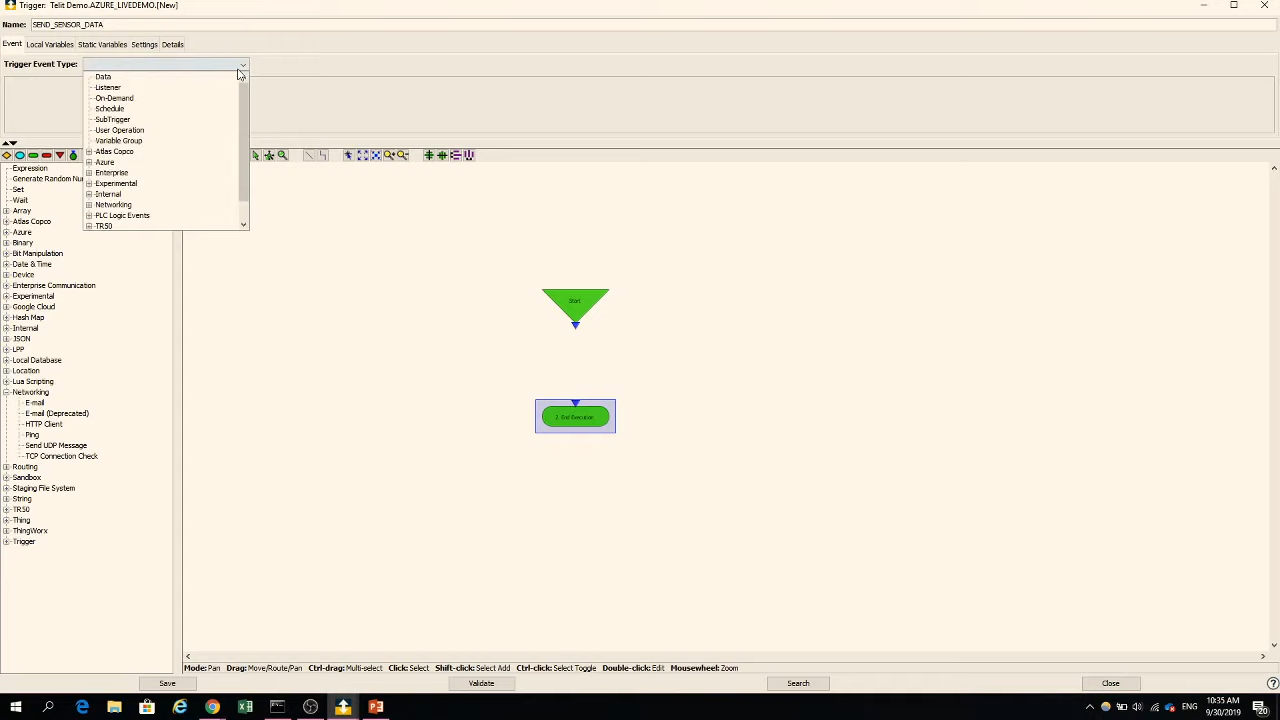 Trigger: Telit Demo.AZURE_LIVEDEMO.[New]
Name: SEND_SENSOR_DATA
Event Local Variables Static Variables Settings Details
Trigger Event Type:
Data
Listener
On-Demand
Schedule
SubTrigger
User Operation
Variable Group
Atlas Copco
Azure
Enterprise
Experimental
Internal
Networking
PLC Logic Events
TR50
Expression
Generate Random Nu
Set
Wait
Array
Atlas Copco
Azure
Binary
Bit Manipulation
Date & Time
Device
Enterprise Communication
Experimental
Google Cloud
Hash Map
Internal
JSON
LPP
Local Database
Location
Lua Scripting
Networking
E-mail
E-mail (Deprecated)
HTTP Client
Ping
Send UDP Message
TCP Connection Check
Routing
Sandbox
Staging File System
String
TR50
Thing
ThingWorx
Trigger
Start
2. End Execution
Mode: Pan Drag: Move/Route/Pan Ctrl-drag: Multi-select Click: Select Shift-click: Select Add Ctrl-click: Select Toggle Double-click: Edit Mousewheel: Zoom
Save Validate Search Close
ENG
10:35 AM
9/30/2019
20